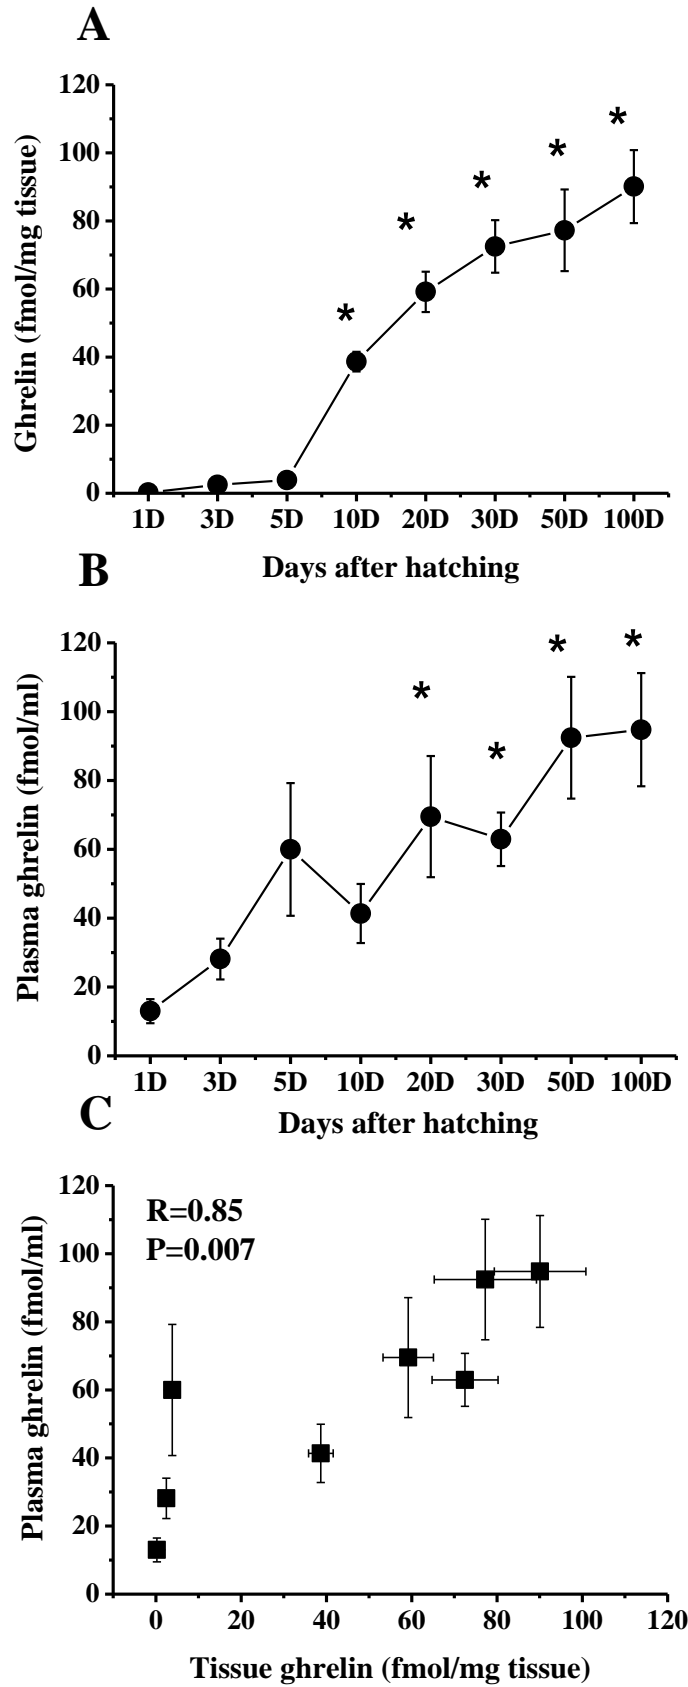 A
Ghrelin (fmol/mg tissue)
120
100
80
60
40
20
0
* * * * *
1D 3D 5D 10D 20D 30D 50D 100D
Days after hatching
B
Plasma ghrelin (fmol/ml)
120
100
80
60
40
20
0
* * * *
1D 3D 5D 10D 20D 30D 50D 100D
Days after hatching
C
Plasma ghrelin (fmol/ml)
120
100
80
60
40
20
0
R=0.85
P=0.007
0 20 40 60 80 100 120
Tissue ghrelin (fmol/mg tissue)